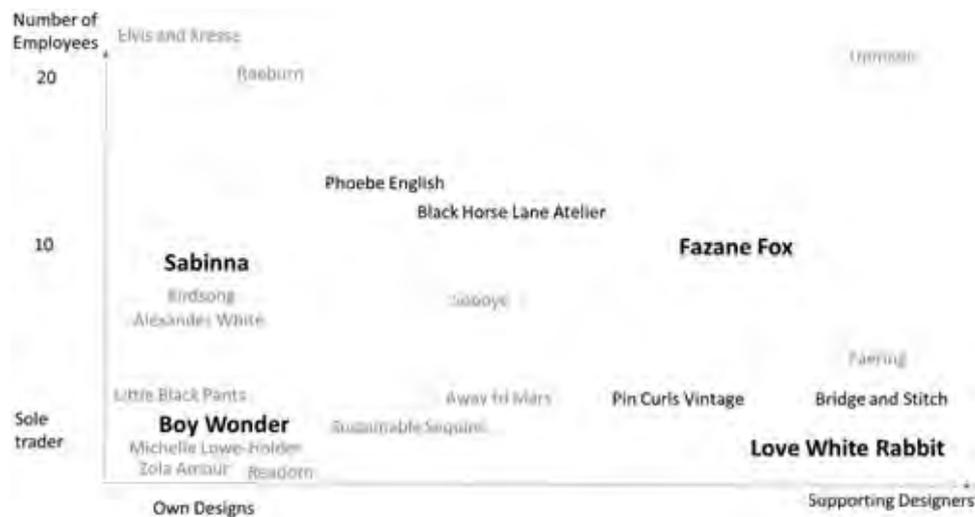 Number of
Employees
Elvis and Kresse
20
Raeburn
Phoebe English
Black Horse Lane Atelier
10
Fazane Fox
Sabinna
Birdsong
Alexander White
Faering
Little Black Pants
Away to Mars
Pin Curls Vintage
Bridge and Stitch
Sole
trader
Boy Wonder
Sustainable Sequins
Michelle Lowe-Holder
Love White Rabbit
Zola Amour
Readorn
Own Designs
Supporting Designers